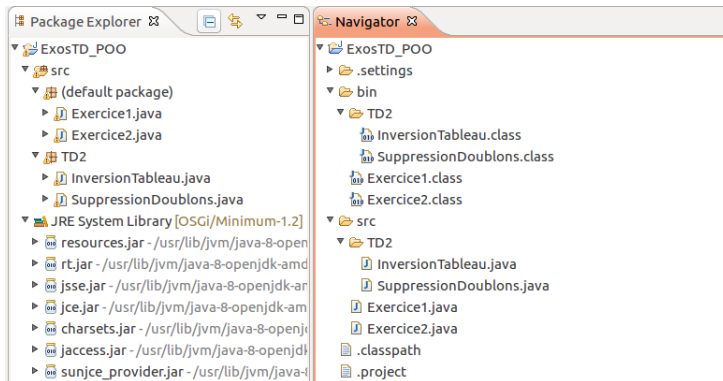 Package Explorer
ExosTD_POO
src
(default package)
Exercice1.java
Exercice2.java
TD2
InversionTableau.java
SuppressionDoublons.java
JRE System Library [OSGi/Minimum-1.2]
resources.jar - /usr/lib/jvm/java-8-open
rt.jar - /usr/lib/jvm/java-8-openjdk-amd
jsse.jar - /usr/lib/jvm/java-8-openjdk-a
jce.jar - /usr/lib/jvm/java-8-openjdk-am
charsets.jar - /usr/lib/jvm/java-8-openjd
jaccess.jar - /usr/lib/jvm/java-8-openjdk
sunjce_provider.jar - /usr/lib/jvm/java-8
Navigator
ExosTD_POO
.settings
bin
TD2
InversionTableau.class
SuppressionDoublons.class
Exercice1.class
Exercice2.class
src
TD2
InversionTableau.java
SuppressionDoublons.java
Exercice1.java
Exercice2.java
.classpath
.project